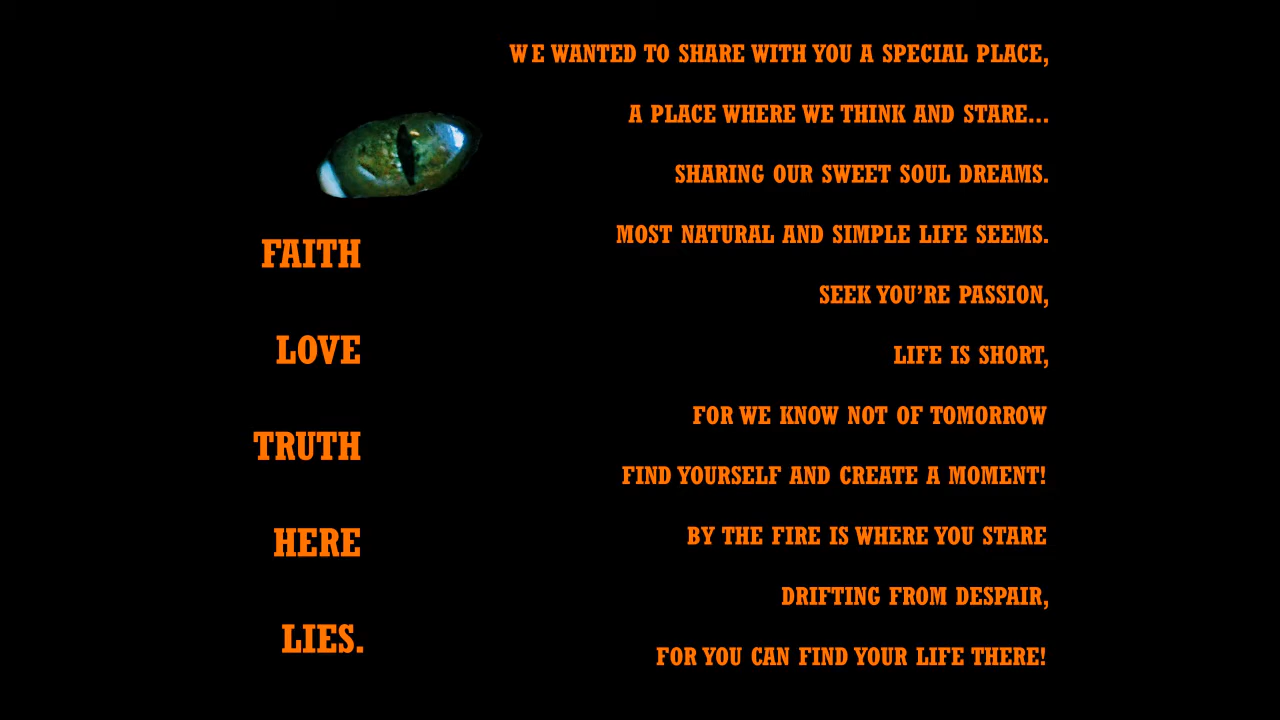 WE WANTED TO SHARE WITH YOU A SPECIAL PLACE,
A PLACE WHERE WE THINK AND STARE...
SHARING OUR SWEET SOUL DREAMS.
MOST NATURAL AND SIMPLE LIFE SEEMS.
SEEK YOU'RE PASSION,
LIFE IS SHORT,
FOR WE KNOW NOT OF TOMORROW
FIND YOURSELF AND CREATE A MOMENT!
BY THE FIRE IS WHERE YOU STARE
DRIFTING FROM DESPAIR,
FOR YOU CAN FIND YOUR LIFE THERE!
FAITH
LOVE
TRUTH
HERE
LIES.